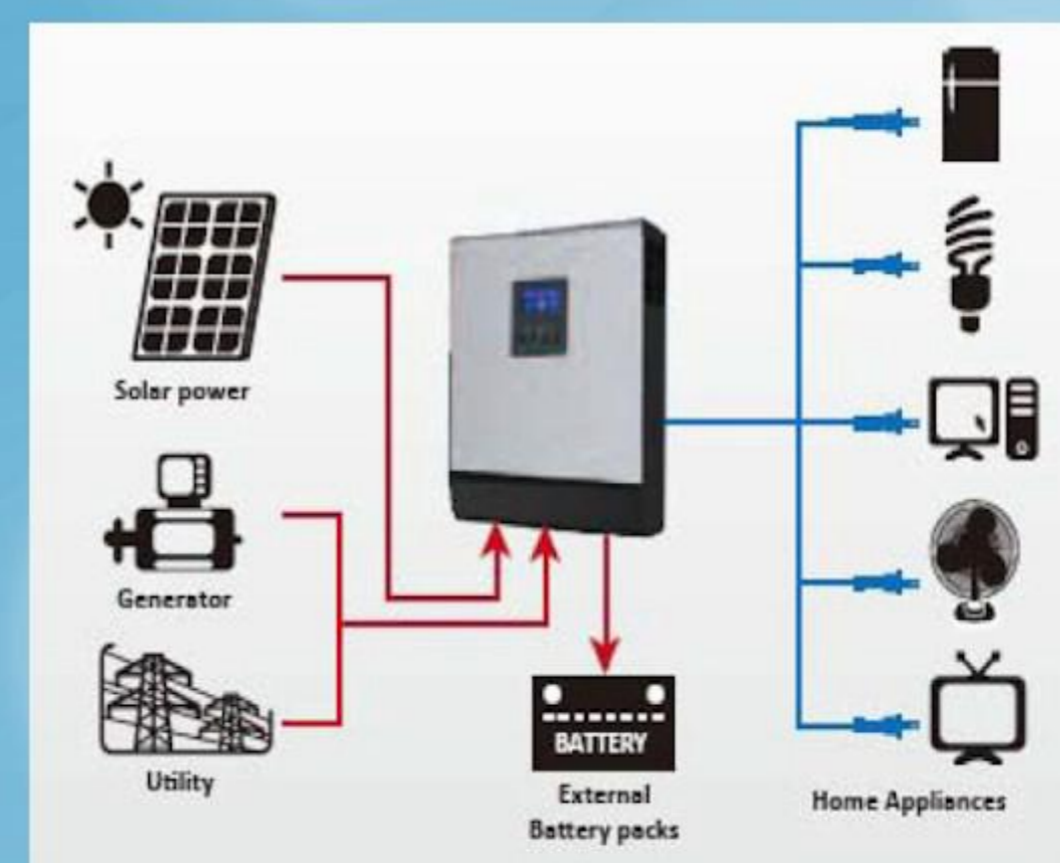 Solar power
Generator
Utility
BATTERY
External
Battery packs
Home Appliances